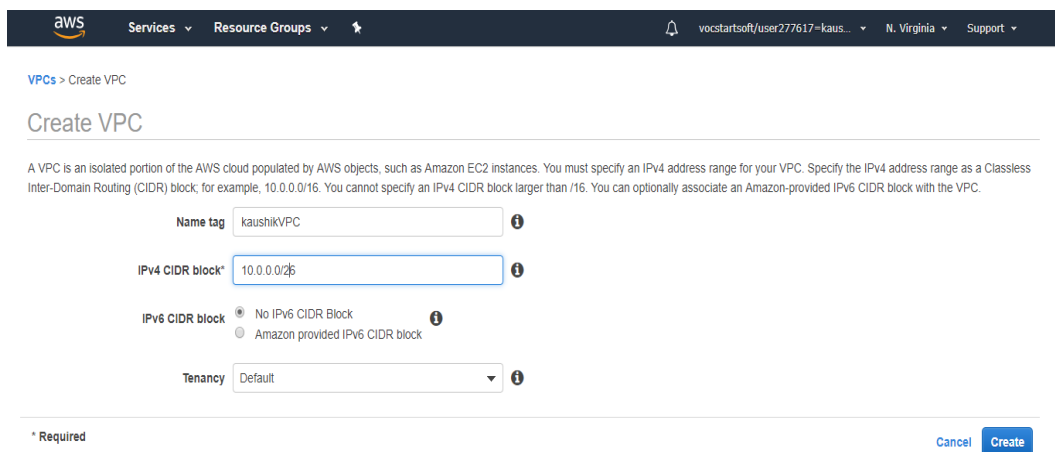 aws Services Resource Groups vocstartsoft/user277617=kaus... N. Virginia Support
VPCs > Create VPC
Create VPC
A VPC is an isolated portion of the AWS cloud populated by AWS objects, such as Amazon EC2 instances. You must specify an IPv4 address range for your VPC. Specify the IPv4 address range as a Classless
Inter-Domain Routing (CIDR) block; for example, 10.0.0.0/16. You cannot specify an IPv4 CIDR block larger than /16. You can optionally associate an Amazon-provided IPv6 CIDR block with the VPC.
Name tag kaushikVPC
IPv4 CIDR block* 10.0.0.0/26
IPv6 CIDR block No IPv6 CIDR Block
Amazon provided IPv6 CIDR block
Tenancy Default
* Required Cancel Create